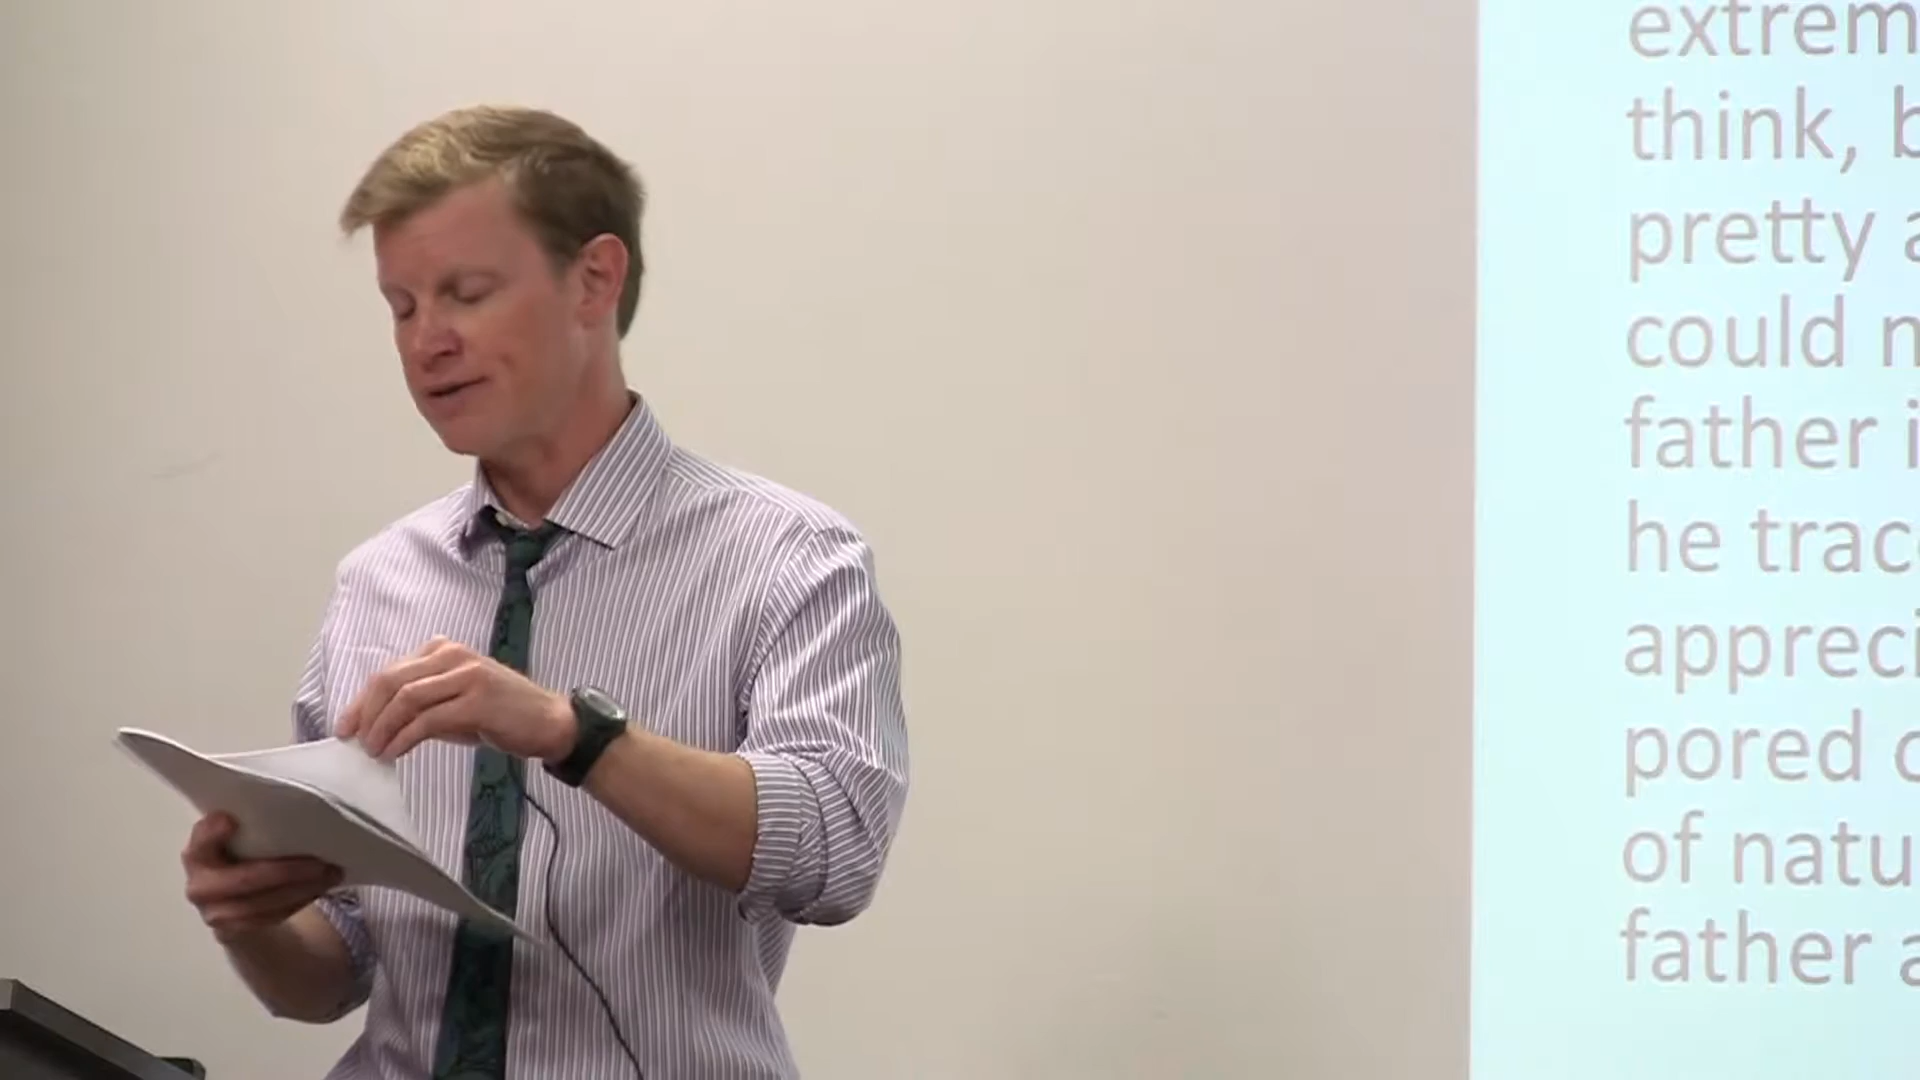 extrem
think, b
pretty a
could n
father i
he trac
appreci
pored o
of natu
father a